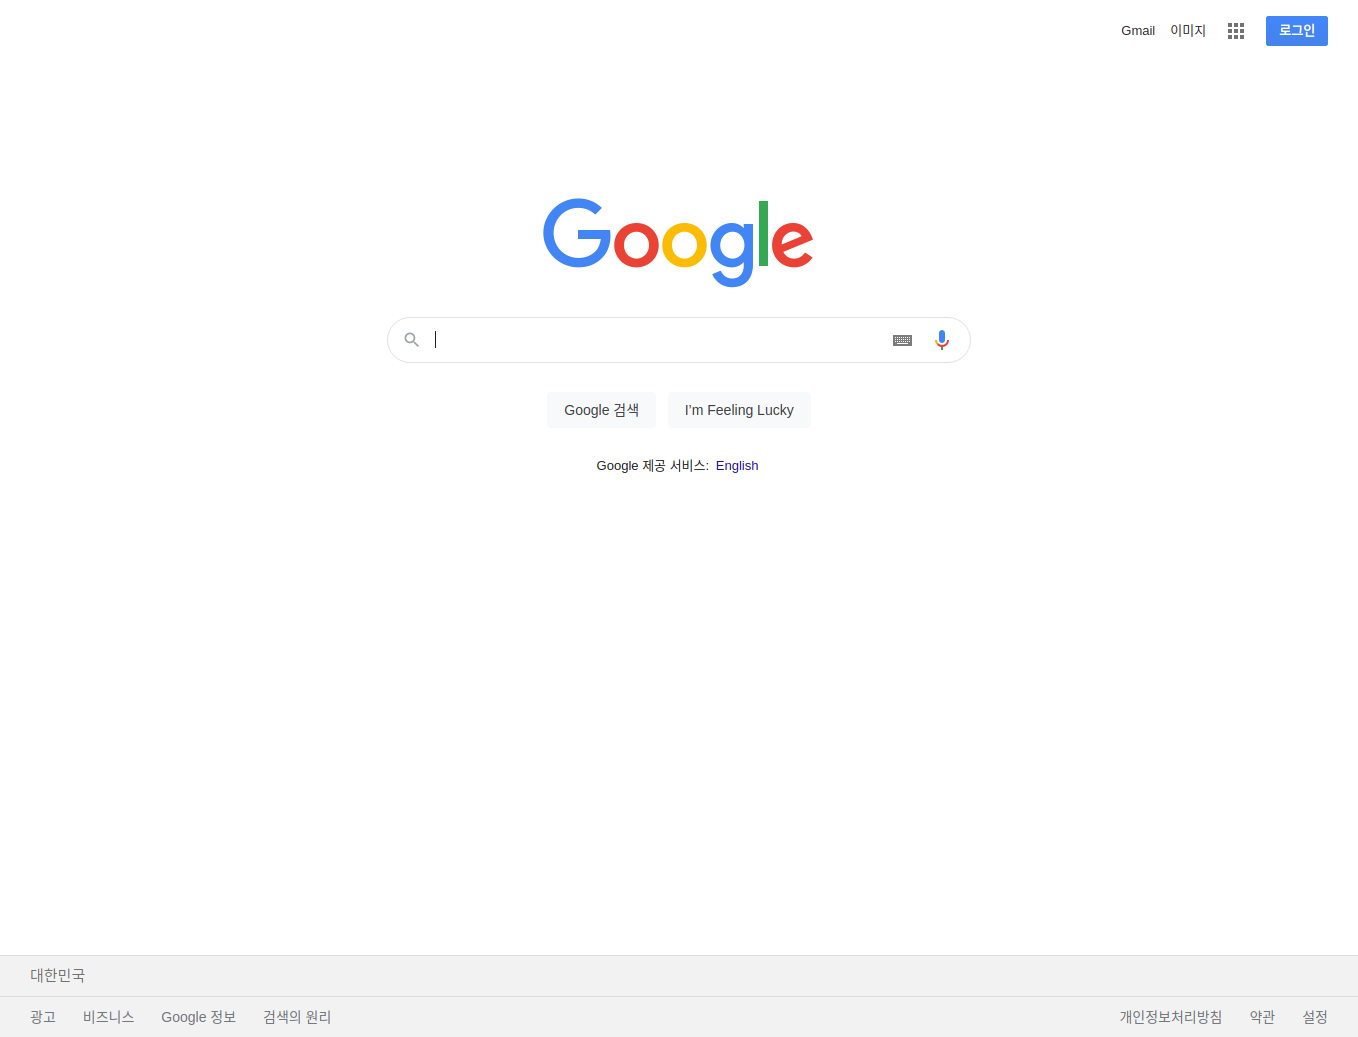 Gmail 이미지 로그인
Google
Google 검색 I'm Feeling Lucky
Google 제공 서비스: English
대한민국
광고 비즈니스 Google 정보 검색의 원리 개인정보처리방침 약관 설정